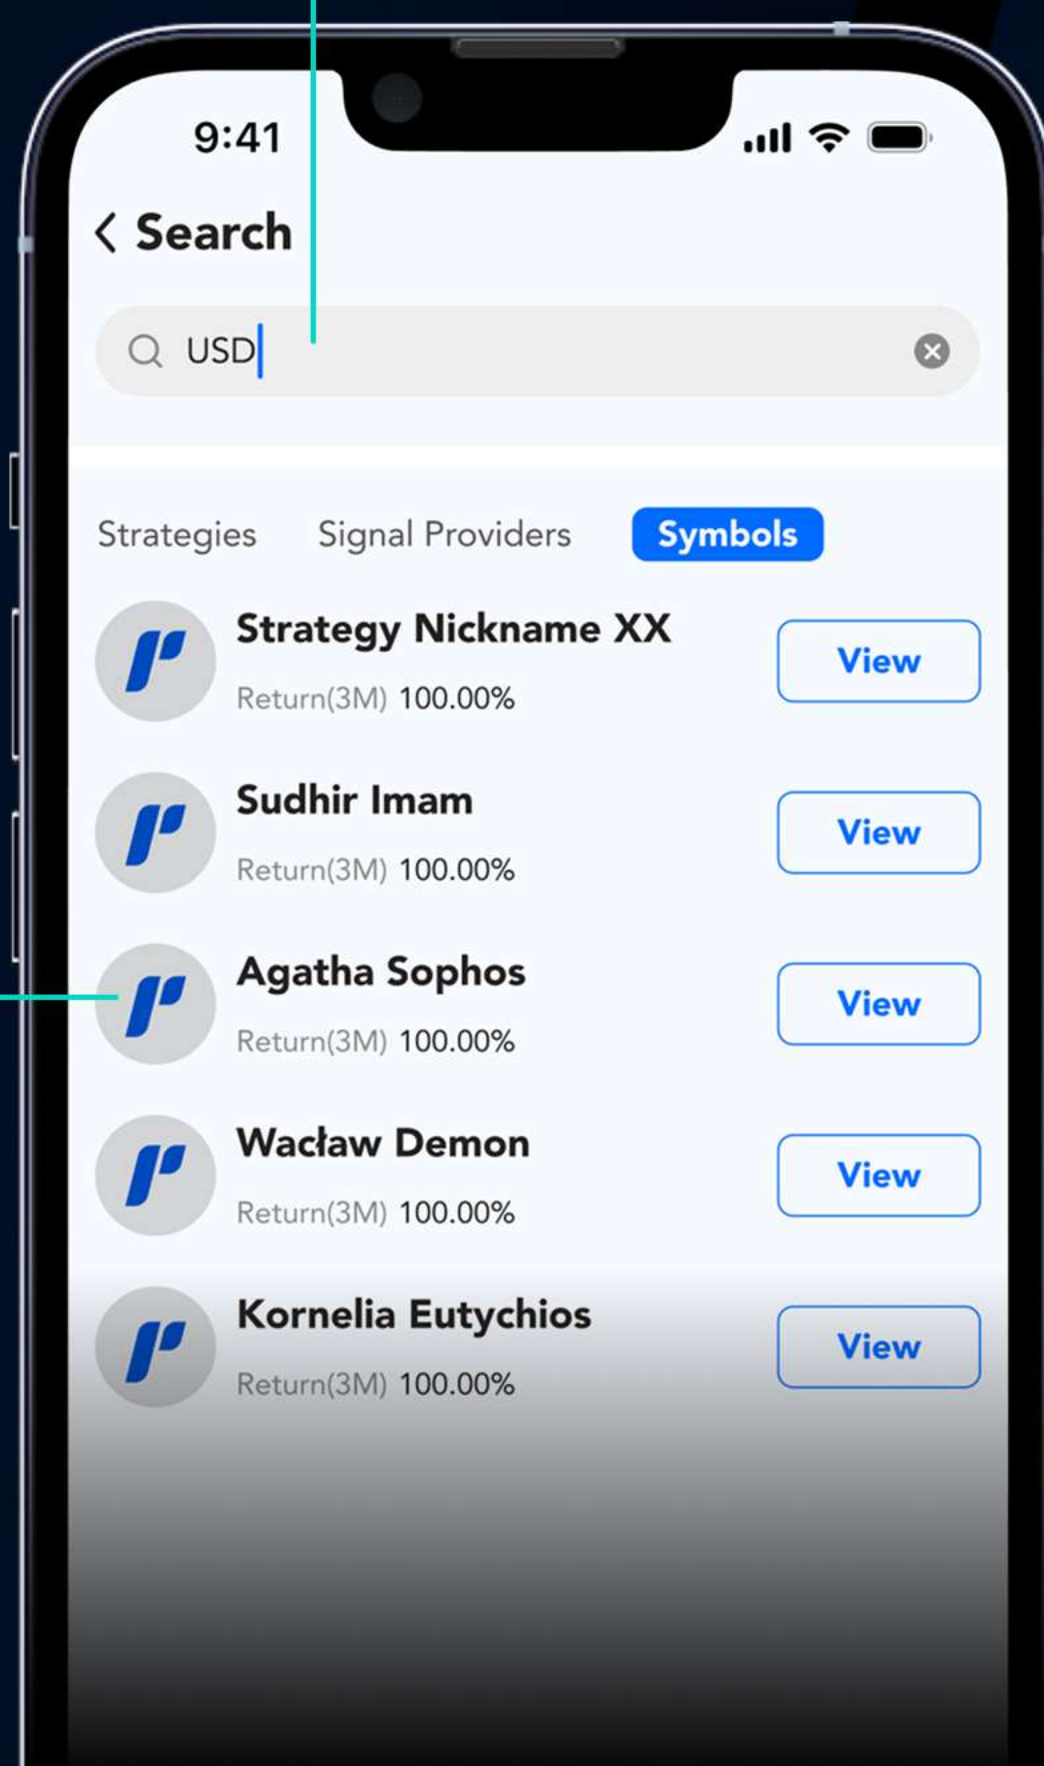 9:41
Search
USD
Strategies Signal Providers Symbols
Strategy Nickname XX
Return(3M) 100.00%
View
Sudhir Imam
Return(3M) 100.00%
View
Agatha Sophos
Return(3M) 100.00%
View
Wacław Demon
Return(3M) 100.00%
View
Kornelia Eutychios
Return(3M) 100.00%
View